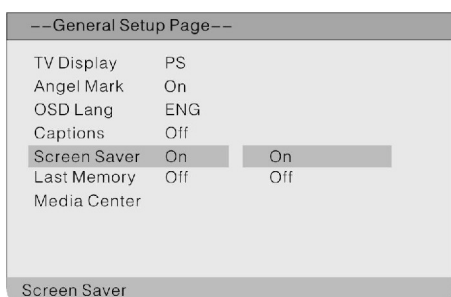 --General Setup Page--
TV Display PS
Angel Mark On
OSD Lang ENG
Captions Off
Screen Saver On On
Last Memory Off Off
Media Center
Screen Saver